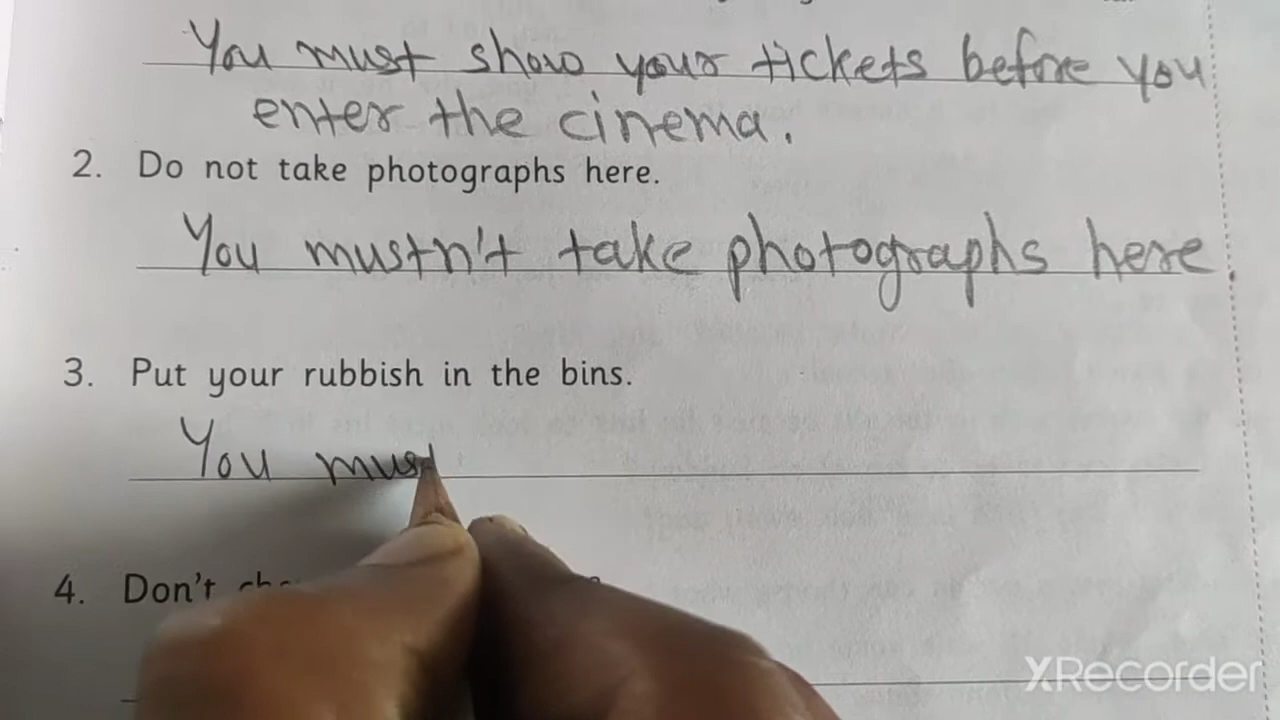 You must show your tickets before you
enter the cinema.
2. Do not take photographs here.
You mustn't take photographs here.
3. Put your rubbish in the bins.
You mus
4. Don't
XRecorder